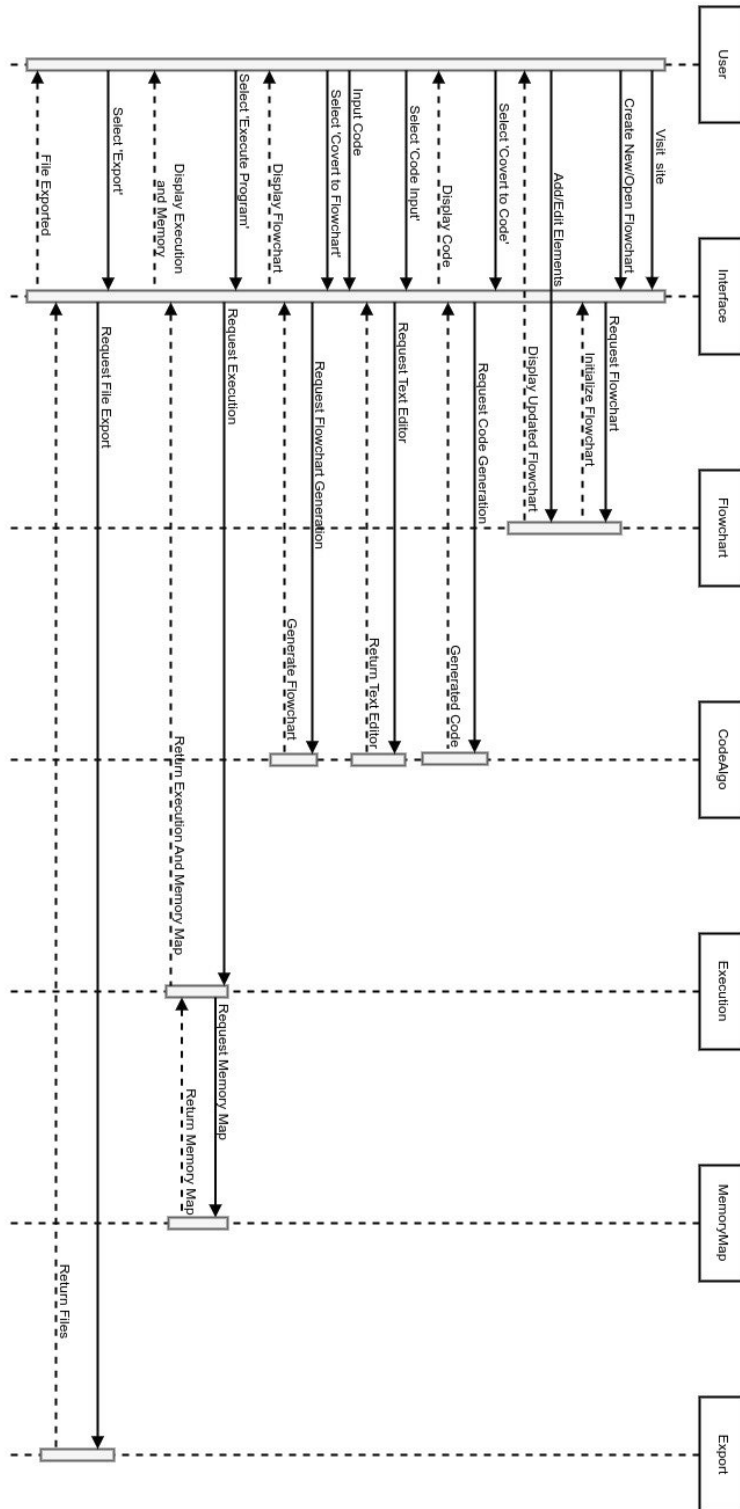 User
Interface
Flowchart
CodeAlgo
Execution
MemoryMap
Export
Visit site
Create New/Open Flowchart
Request Flowchart
Initialize Flowchart
Add/Edit Elements
Display Updated Flowchart
Select 'Covert to Code'
Request Code Generation
Generated Code
Display Code
Select 'Code Input'
Request Text Editor
Return Text Editor
Input Code
Select 'Covert to Flowchart'
Request Flowchart Generation
Generate Flowchart
Display Flowchart
Select 'Execute Program'
Request Execution
Request Memory Map
Return Memory Map
Return Execution And Memory Map
Display Execution
and Memory
Select 'Export'
Request File Export
Return Files
File Exported